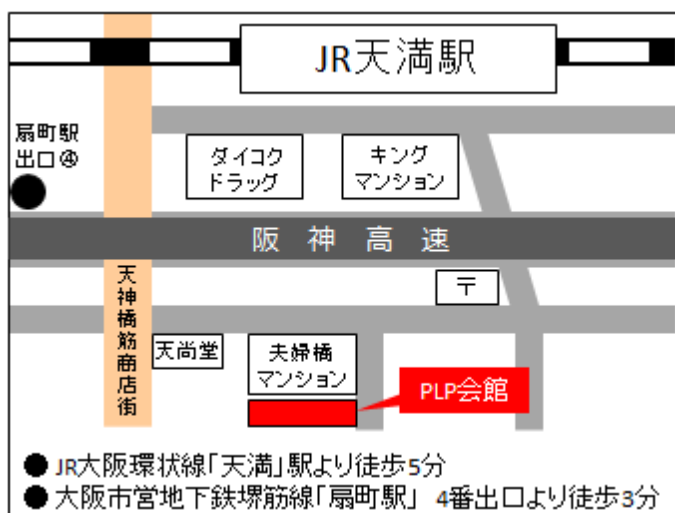 JR天満駅
扇町駅
出口④
ダイコク
ドラッグ
キング
マンション
阪神高速
〒
天神橋筋商店街
天尚堂
夫婦橋
マンション
PLP会館
● JR大阪環状線「天満」駅より徒歩5分
● 大阪市営地下鉄堺筋線「扇町駅」 4番出口より徒歩3分